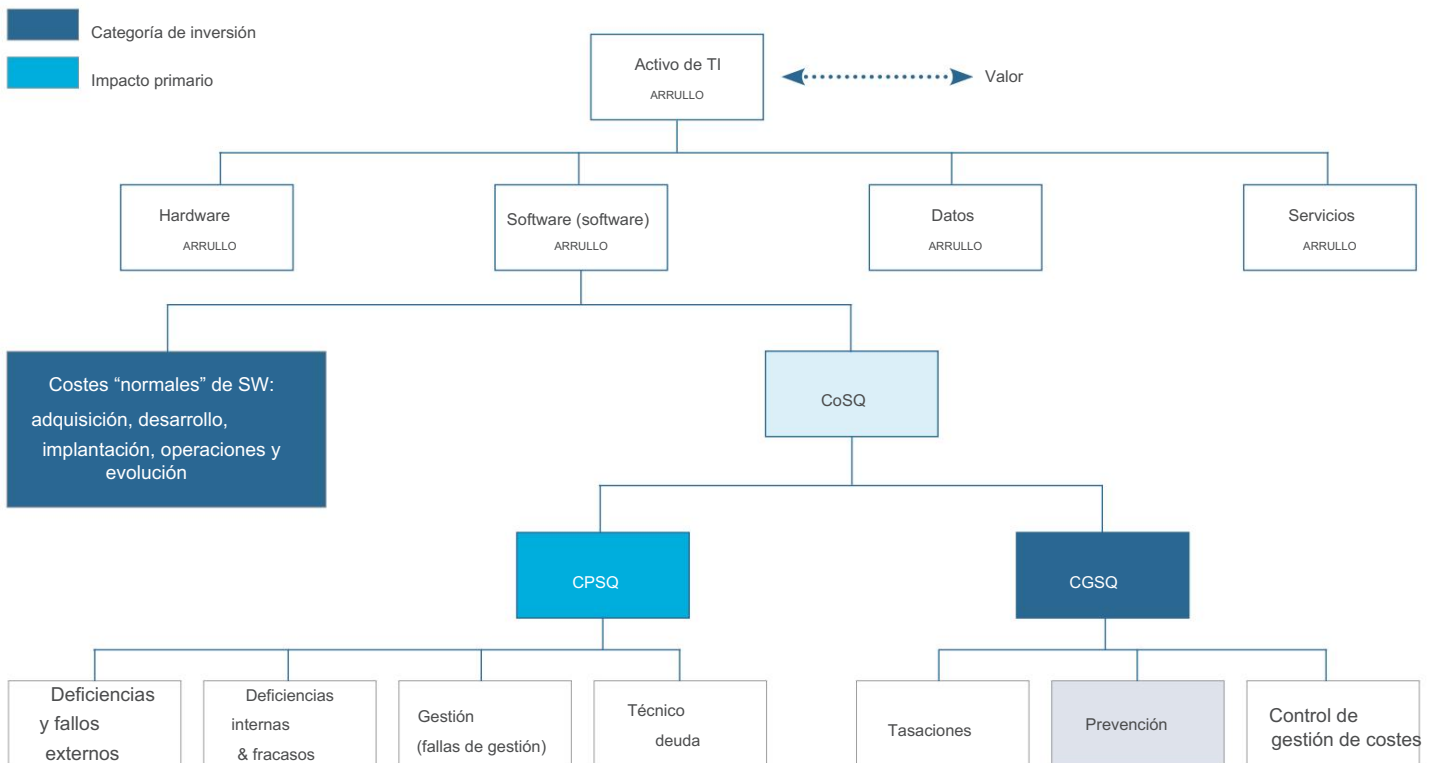 Categoría de inversión
Impacto primario
Activo de TI
ARRULLO
Valor
Hardware
ARRULLO
Software (software)
ARRULLO
Datos
ARRULLO
Servicios
ARRULLO
Costes “normales” de SW:
adquisición, desarrollo,
implantación, operaciones y
evolución
CoSQ
CPSQ
CGSQ
Deficiencias
y fallos
externos
Deficiencias
internas
& fracasos
Gestión
(fallas de gestión)
Técnico
deuda
Tasaciones
Prevención
Control de
gestión de costes